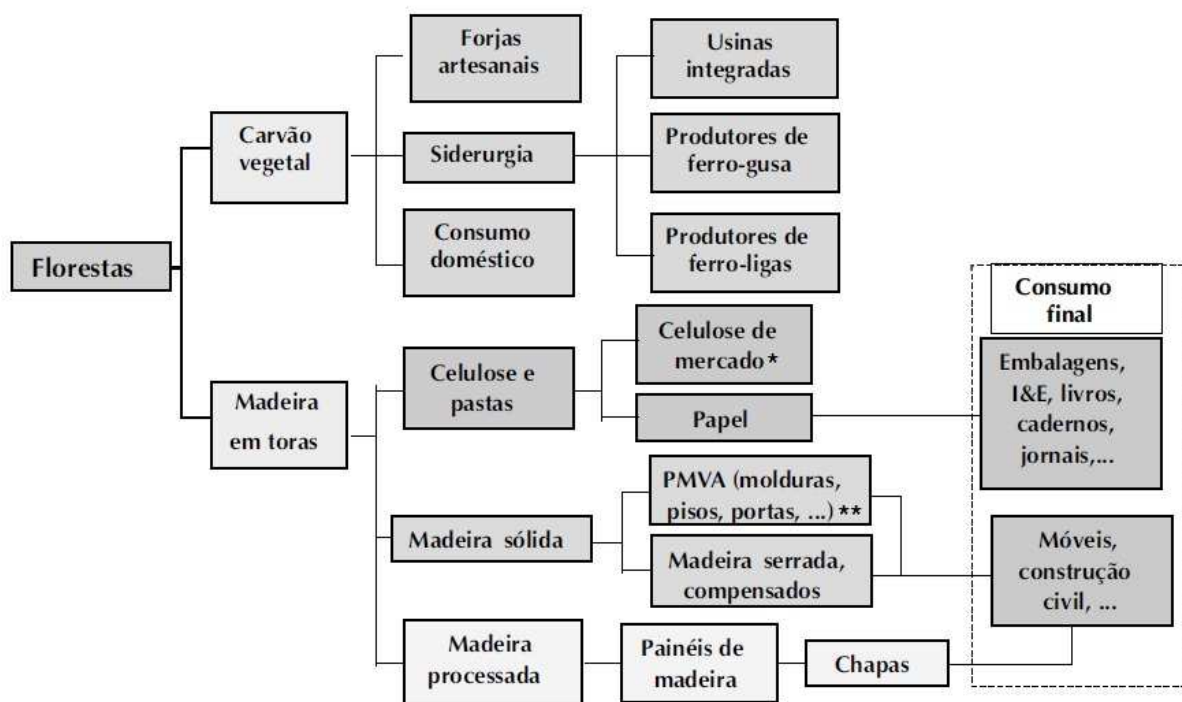 Forjas
artesanais
Usinas
integradas
Carvão
vegetal
Siderurgia
Produtores de
ferro-gusa
Consumo
doméstico
Produtores de
ferro-ligas
Florestas
Consumo
final
Madeira
em toras
Celulose e
pastas
Celulose de
mercado*
Papel
Embalagens,
I&E, livros,
cadernos,
jornais,...
Madeira sólida
PMVA (molduras,
pisos, portas, ...)**
Madeira serrada,
compensados
Móveis,
construção
civil, ...
Madeira
processada
Painéis de
madeira
Chapas